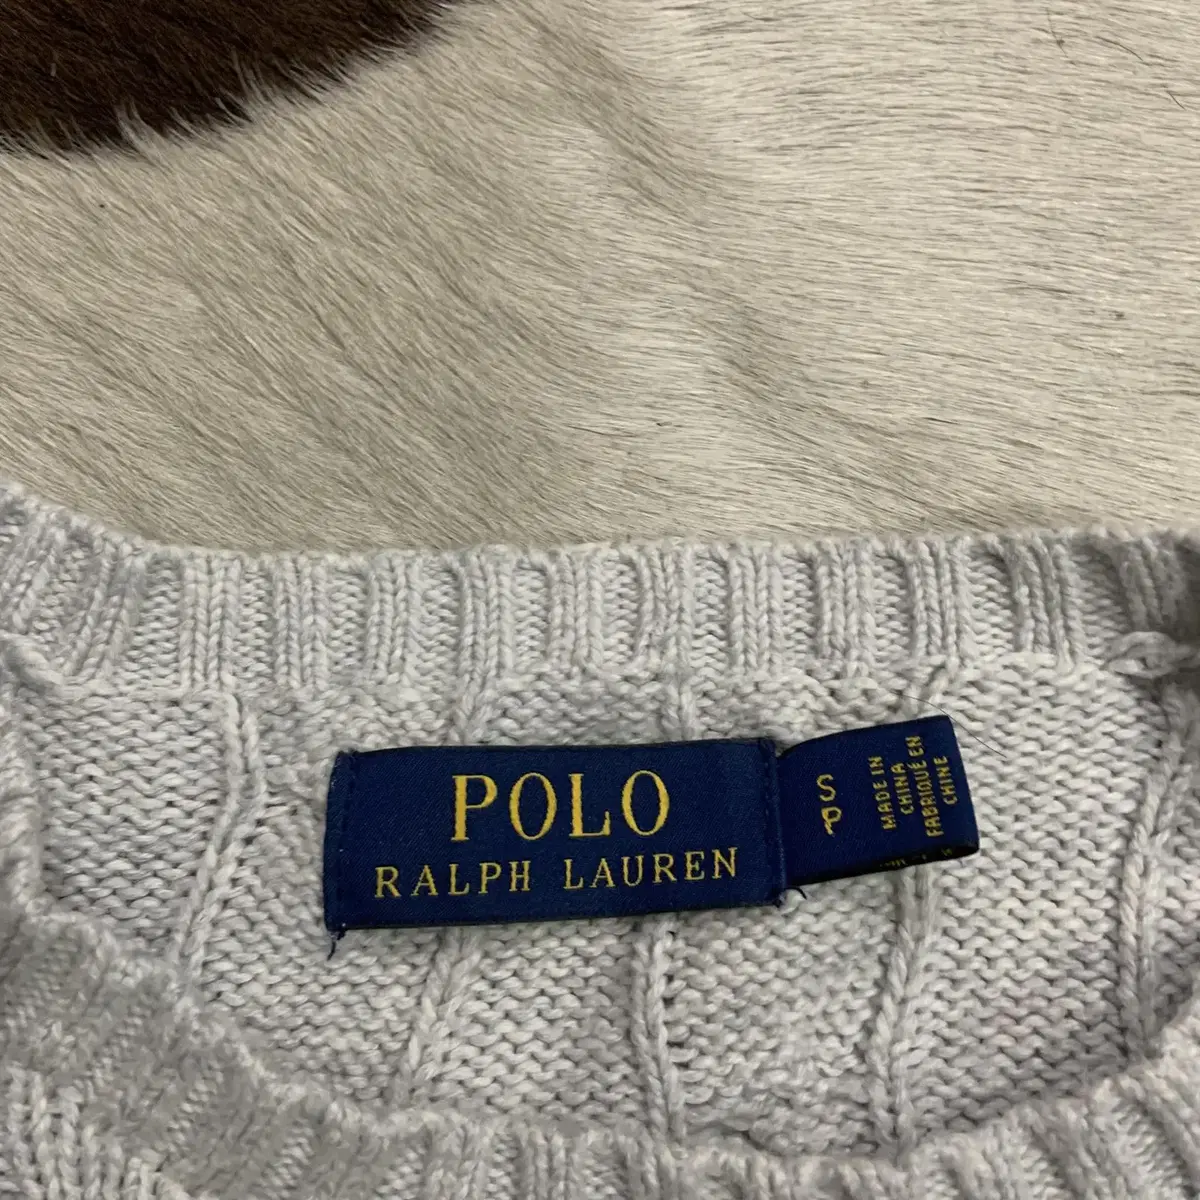 POLO
RALPH LAUREN
S
P
MADE IN
CHINA
FABRIQUÉ EN
CHINE